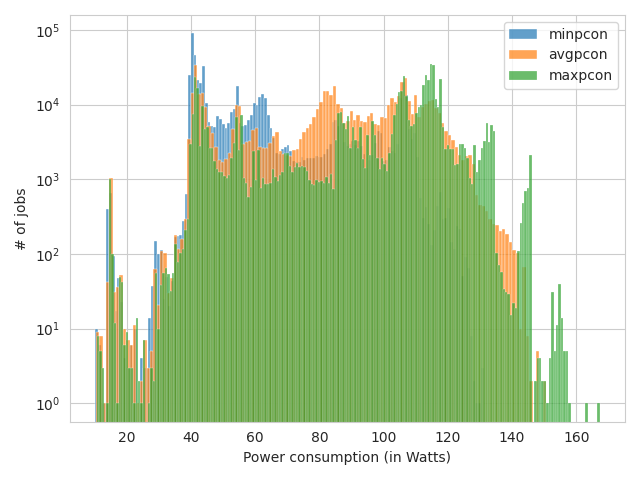 minpcon
avgpcon
maxpcon
# of jobs
10^5
10^4
10^3
10^2
10^1
10^0
20 40 60 80 100 120 140 160
Power consumption (in Watts)